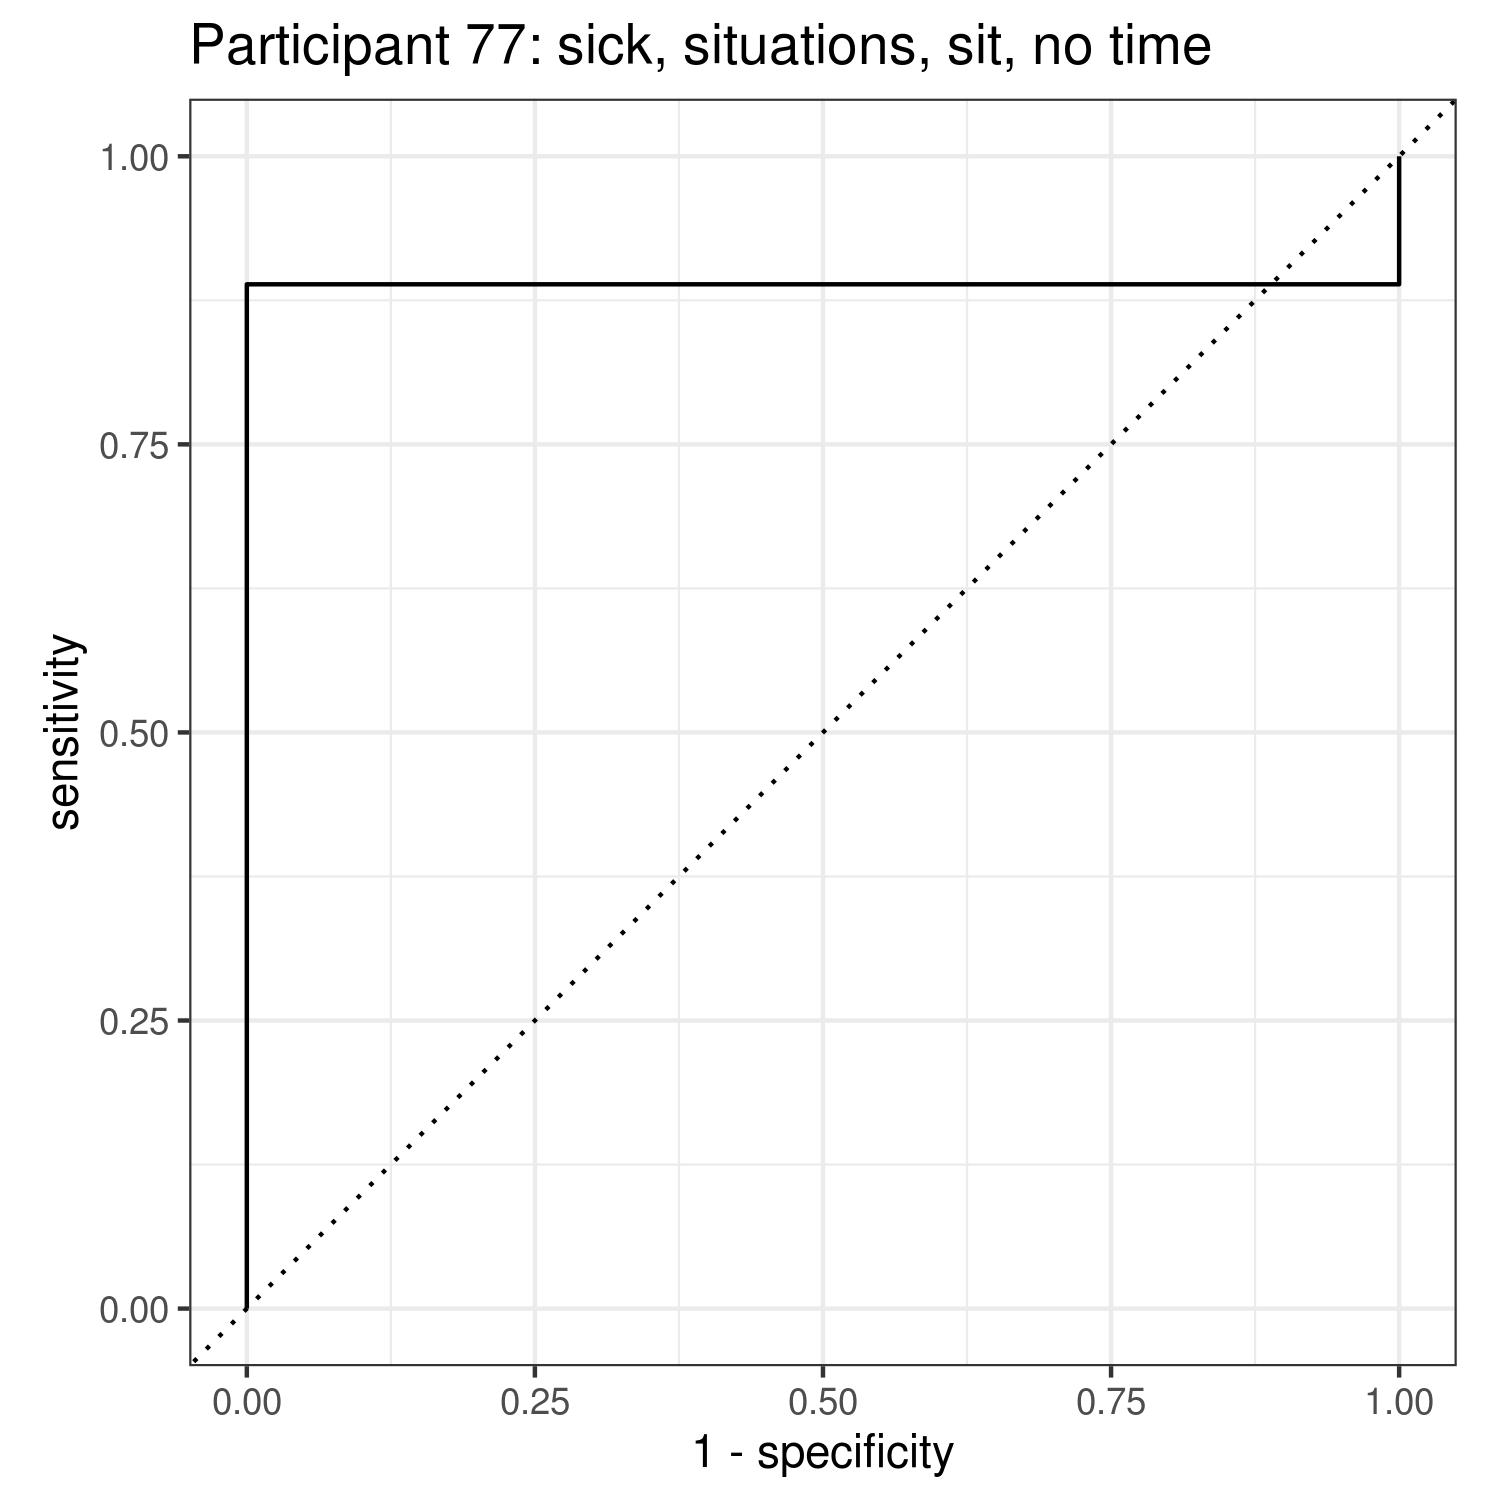 Participant 77: sick, situations, sit, no time
1.00
0.75
0.50
0.25
0.00
sensitivity
0.00 0.25 0.50 0.75 1.00
1 - specificity